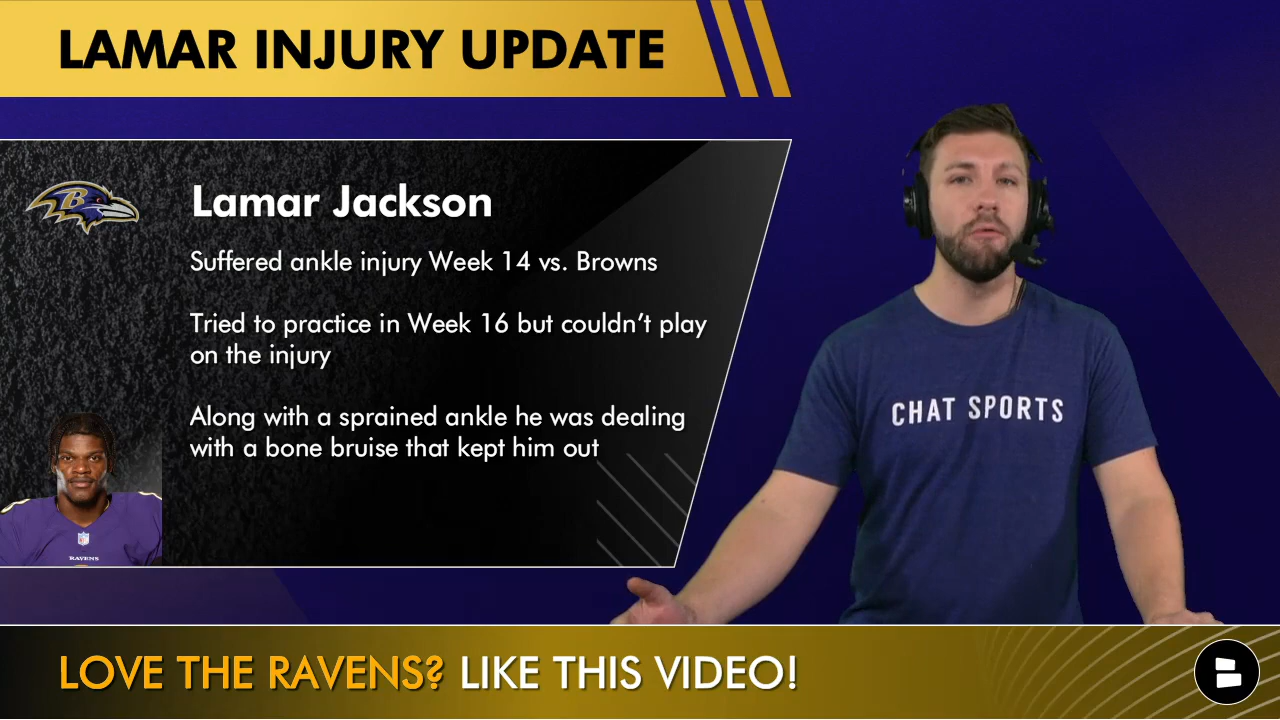 LAMAR INJURY UPDATE
Lamar Jackson
Suffered ankle injury Week 14 vs. Browns
Tried to practice in Week 16 but couldn't play
on the injury
Along with a sprained ankle he was dealing
with a bone bruise that kept him out
CHAT SPORTS
RAVENS
LOVE THE RAVENS? LIKE THIS VIDEO!